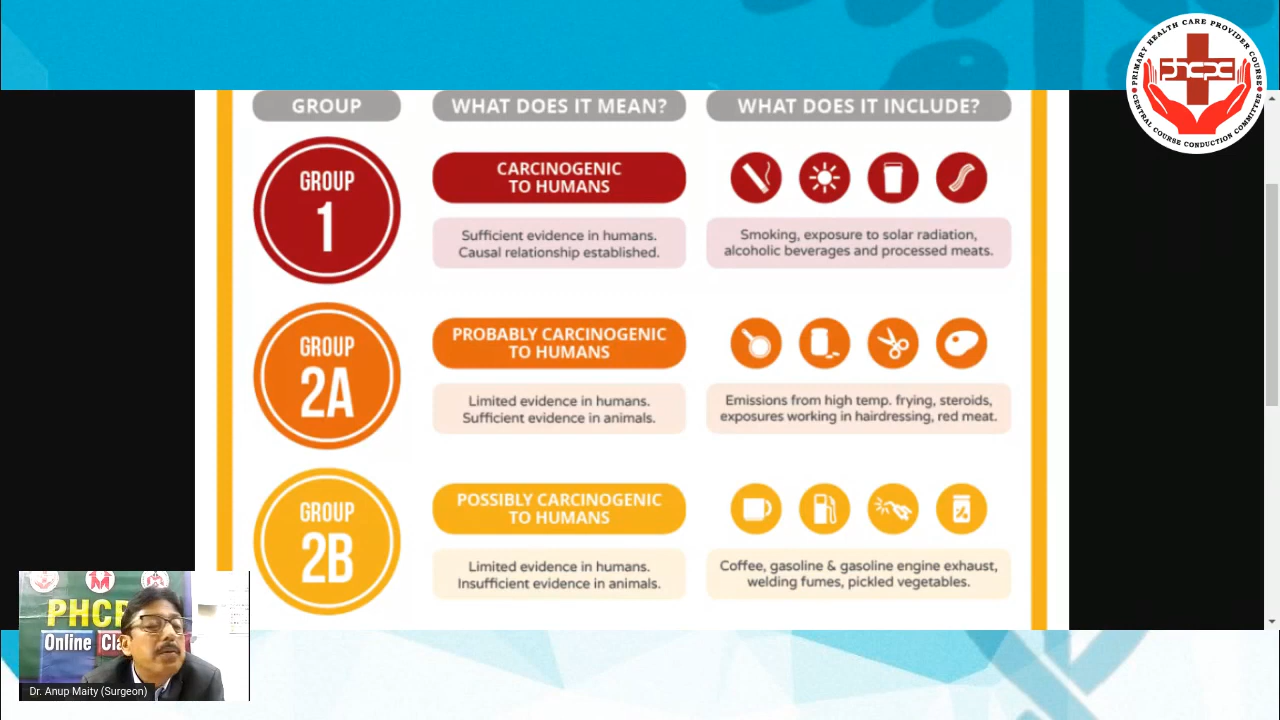 PRIMARY HEALTH CARE PROVIDER COURSE
phcpc
CENTRAL COURSE CONDUCTION COMMITTEE
GROUP
WHAT DOES IT MEAN?
WHAT DOES IT INCLUDE?
GROUP
1
CARCINOGENIC
TO HUMANS
Sufficient evidence in humans.
Causal relationship established.
Smoking, exposure to solar radiation,
alcoholic beverages and processed meats.
GROUP
2A
PROBABLY CARCINOGENIC
TO HUMANS
Limited evidence in humans.
Sufficient evidence in animals.
Emissions from high temp. frying, steroids,
exposures working in hairdressing, red meat.
GROUP
2B
POSSIBLY CARCINOGENIC
TO HUMANS
Limited evidence in humans.
Insufficient evidence in animals.
Coffee, gasoline & gasoline engine exhaust,
welding fumes, pickled vegetables.
PHCP
Online Cla
Dr. Anup Maity (Surgeon)